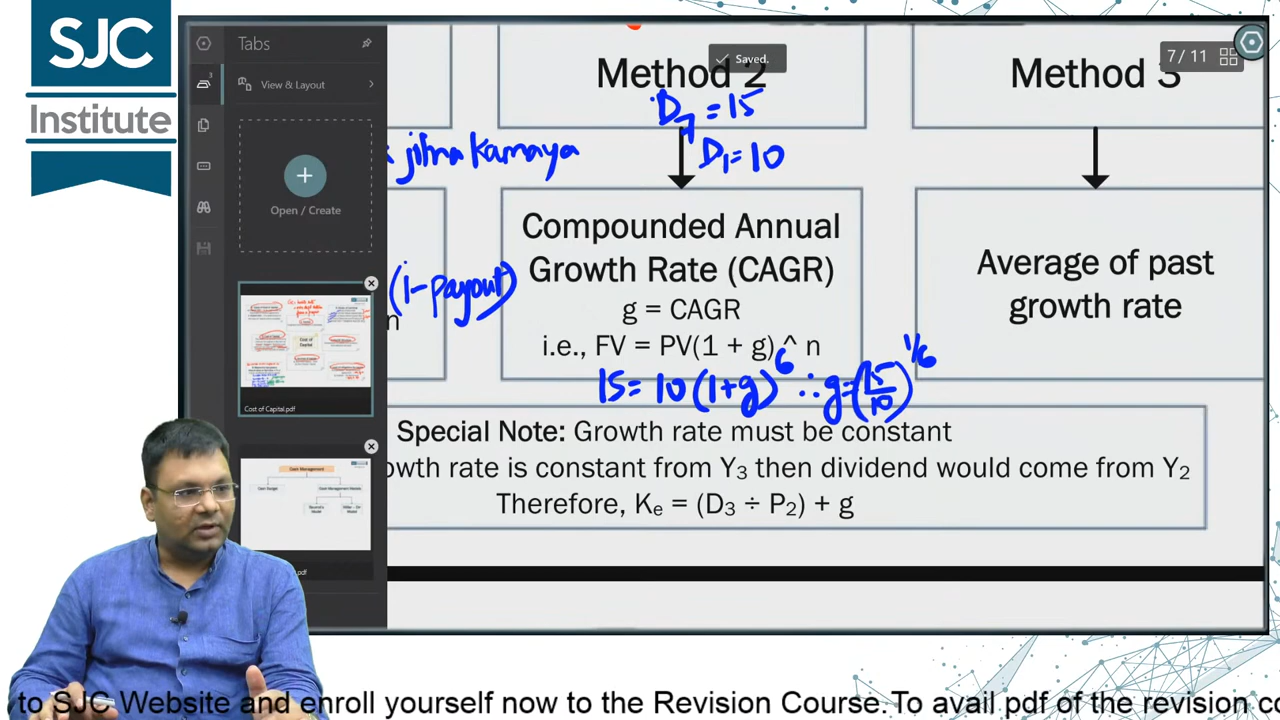 SJC
Institute
Tabs
View & Layout
Open / Create
Cost of Capital.pdf
Saved.
7 / 11
Method 2
D7 = 15
D1 = 10
jitna kamaya
(1-payout)
n
Compounded Annual
Growth Rate (CAGR)
g = CAGR
i.e., FV = PV(1 + g) ^ n
15 = 10 (1+g)^6 ∴ g = (15/10)^1/6
Method 3
Average of past
growth rate
Special Note: Growth rate must be constant
owth rate is constant from Y3 then dividend would come from Y2
Therefore, Ke = (D3 ÷ P2) + g
to SJC Website and enroll yourself now to the Revision Course.To avail pdf of the revision co